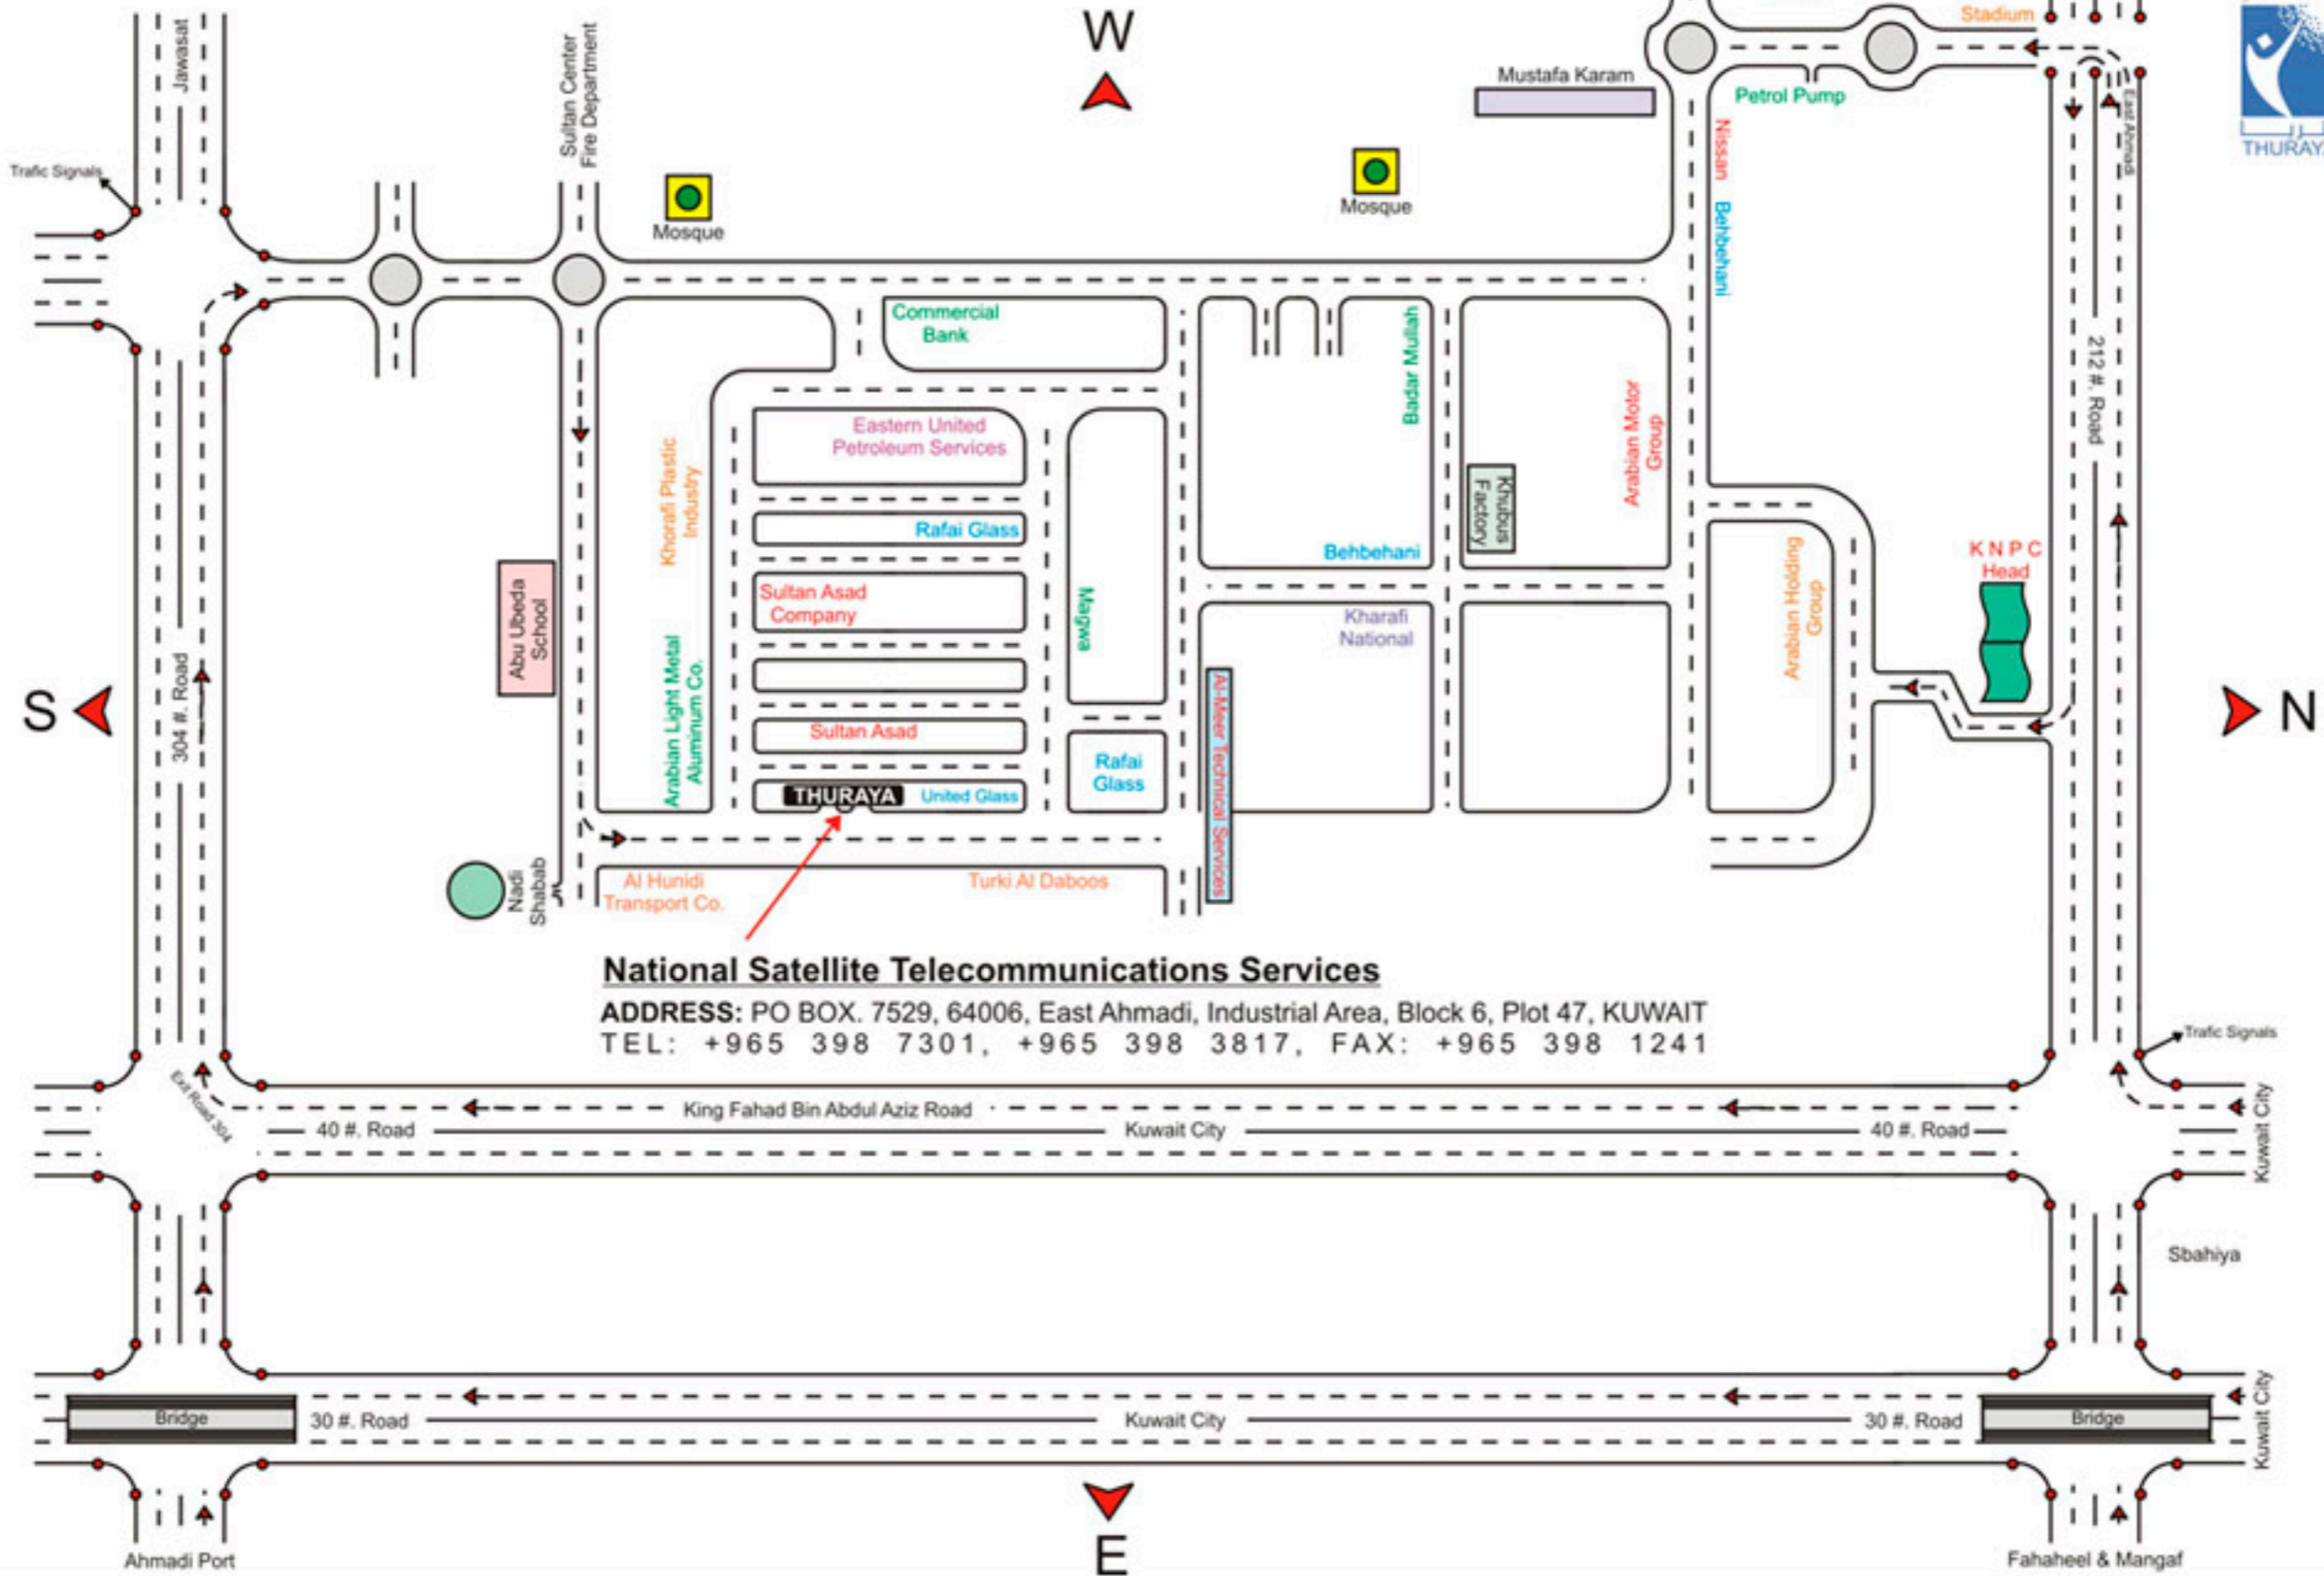 W
Stadium
Jawasat
Sultan Center
Fire Department
Mustafa Karam
Petrol Pump
East Ahmadi
Trafic Signals
Mosque
Mosque
Nissan
Behbehani
Commercial
Bank
Badar Mullah
Arabian Motor
Group
212 #. Road
Eastern United
Petroleum Services
Khorafi Plastic
Industry
Khubus
Factory
Rafai Glass
Behbehani
K N P C
Head
Arabian Holding
Group
Abu Ubeda
School
Sultan Asad
Company
Magwa
Kharafi
National
304 #. Road
Arabian Light Metal
Aluminum Co.
Al-Meer Technical Services
S
N
Sultan Asad
Rafai
Glass
THURAYA
United Glass
Nadi
Shabab
Al Hunidi
Transport Co.
Turki Al Daboos
National Satellite Telecommunications Services
ADDRESS: PO BOX. 7529, 64006, East Ahmadi, Industrial Area, Block 6, Plot 47, KUWAIT
TEL: +965 398 7301, +965 398 3817, FAX: +965 398 1241
Trafic Signals
Exit Road 304
King Fahad Bin Abdul Aziz Road
40 #. Road
Kuwait City
40 #. Road
Kuwait City
Kuwait City
Sbahiya
Bridge
30 #. Road
Kuwait City
30 #. Road
Bridge
Kuwait City
Kuwait City
E
Ahmadi Port
Fahaheel & Mangaf